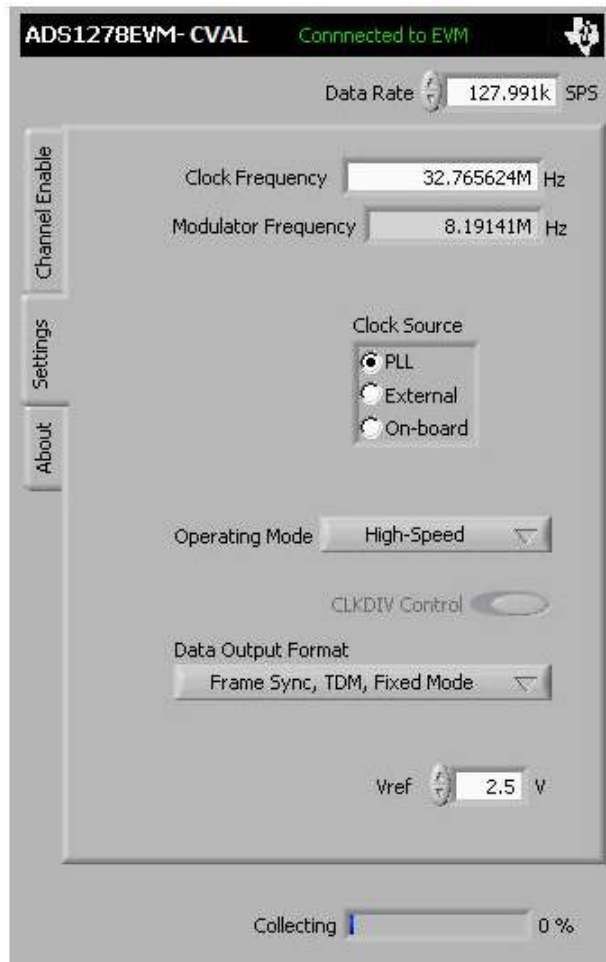 ADS1278EVM- CVAL Connnected to EVM
Data Rate 127.991k SPS
Channel Enable
Settings
About
Clock Frequency 32.765624M Hz
Modulator Frequency 8.19141M Hz
Clock Source
PLL
External
On-board
Operating Mode High-Speed
CLKDIV Control
Data Output Format
Frame Sync, TDM, Fixed Mode
Vref 2.5 V
Collecting 0 %